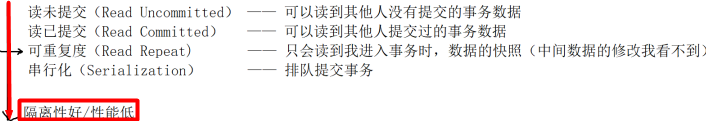 读未提交（Read Uncommitted） —— 可以读到其他人没有提交的事务数据
读已提交（Read Committed） —— 可以读到其他人提交过的事务数据
可重复度（Read Repeat） —— 只会读到我进入事务时，数据的快照（中间数据的修改我看不到）
串行化（Serialization） —— 排队提交事务
隔离性好/性能低